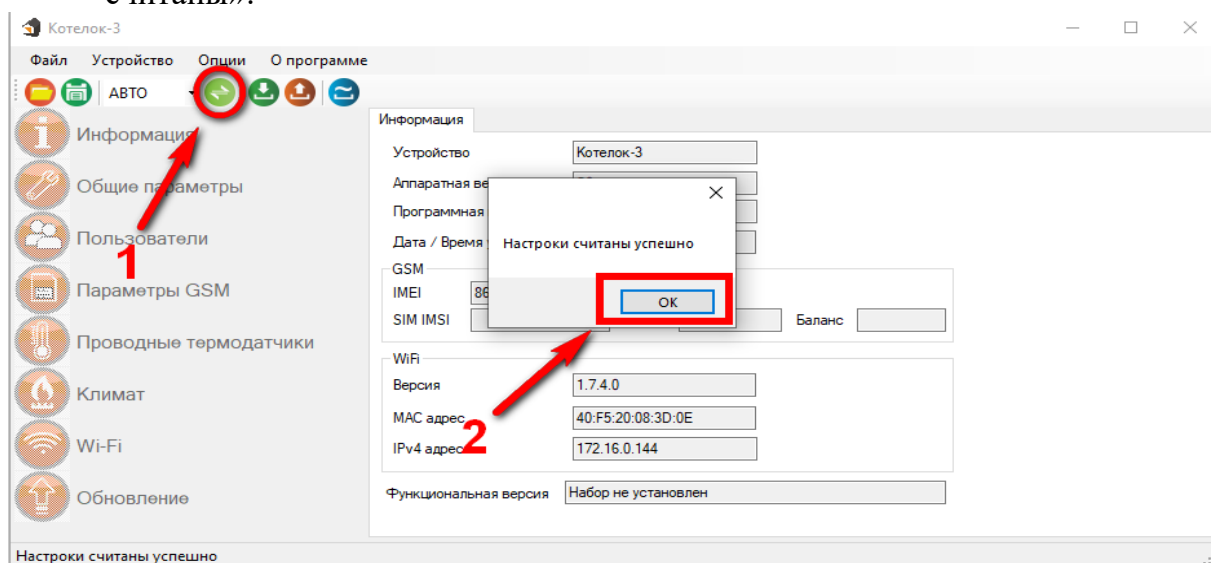 считаны».
Котелок-3
Файл Устройство Опции О программе
АВТО
Информация
Общие параметры
Пользователи
Параметры GSM
Проводные термодатчики
Климат
Wi-Fi
Обновление
1
Информация
Устройство Котелок-3
Аппаратная
Программная
Дата / Время
GSM
IMEI 86
SIM IMSI Баланс
Настроки считаны успешно
OK
2
WiFi
Версия 1.7.4.0
MAC адрес 40:F5:20:08:3D:0E
IPv4 адрес 172.16.0.144
Функциональная версия Набор не установлен
Настроки считаны успешно